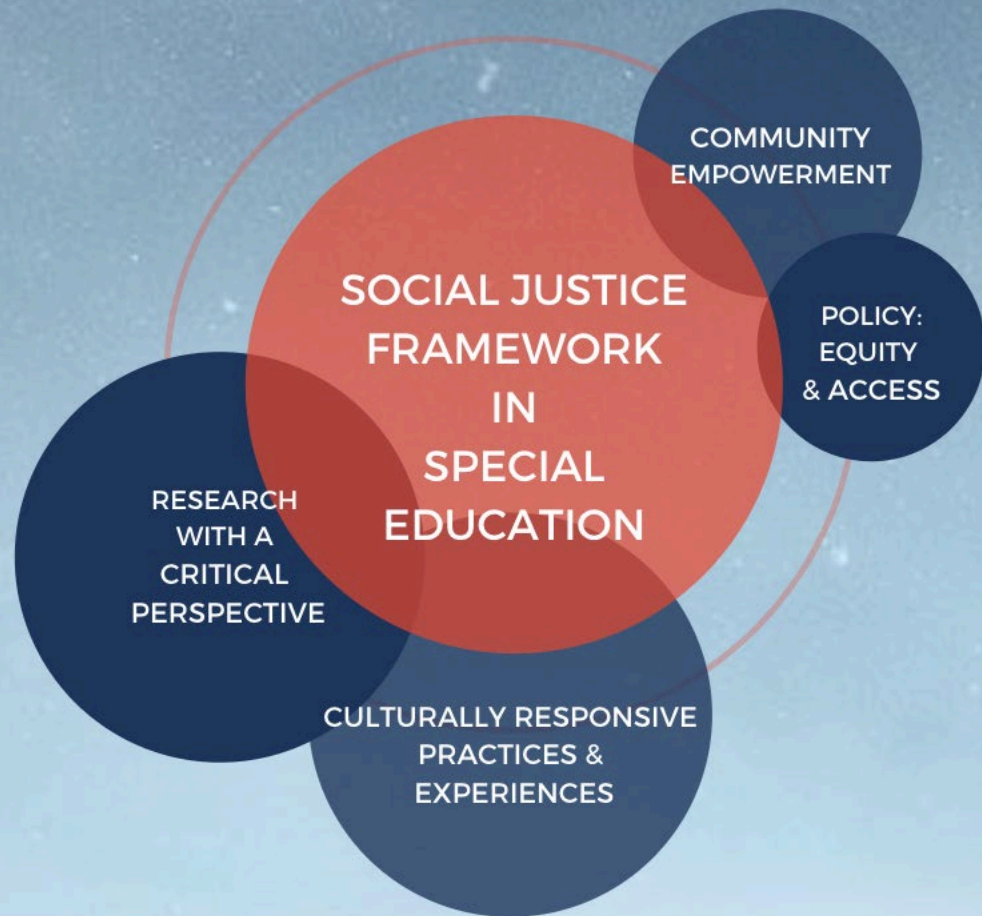 COMMUNITY
EMPOWERMENT
SOCIAL JUSTICE
FRAMEWORK
IN
SPECIAL
EDUCATION
POLICY:
EQUITY
& ACCESS
RESEARCH
WITH A
CRITICAL
PERSPECTIVE
CULTURALLY RESPONSIVE
PRACTICES &
EXPERIENCES